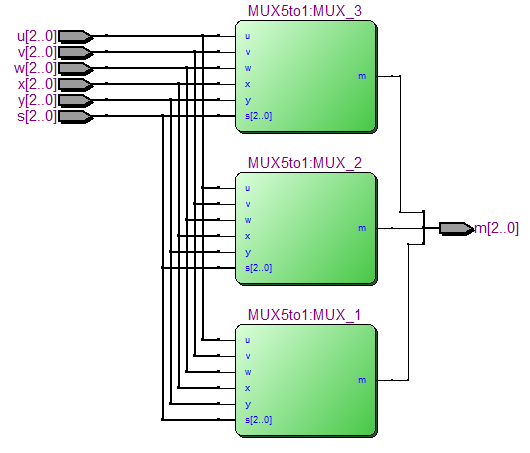 MUX5to1:MUX_3
u[2..0]
v[2..0]
w[2..0]
x[2..0]
y[2..0]
s[2..0]
u
v
w
x
y
s[2..0]
m
MUX5to1:MUX_2
u
v
w
x
y
s[2..0]
m
m[2..0]
MUX5to1:MUX_1
u
v
w
x
y
s[2..0]
m